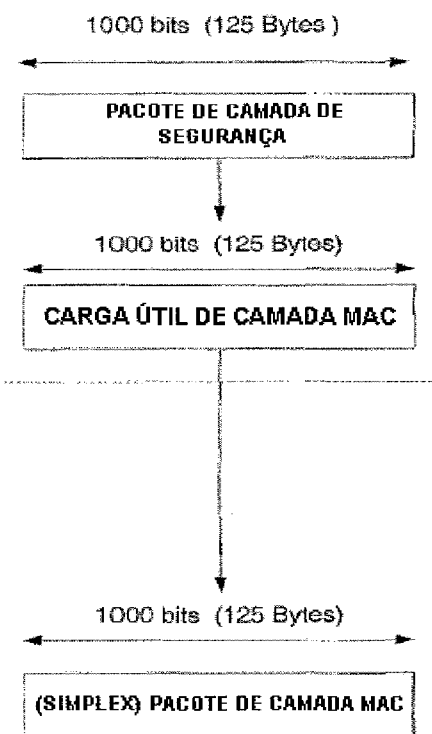 1000 bits (125 Bytes )
PACOTE DE CAMADA DE
SEGURANÇA
1000 bits (125 Bytes)
CARGA ÚTIL DE CAMADA MAC
1000 bits (125 Bytes)
(SIMPLEX) PACOTE DE CAMADA MAC